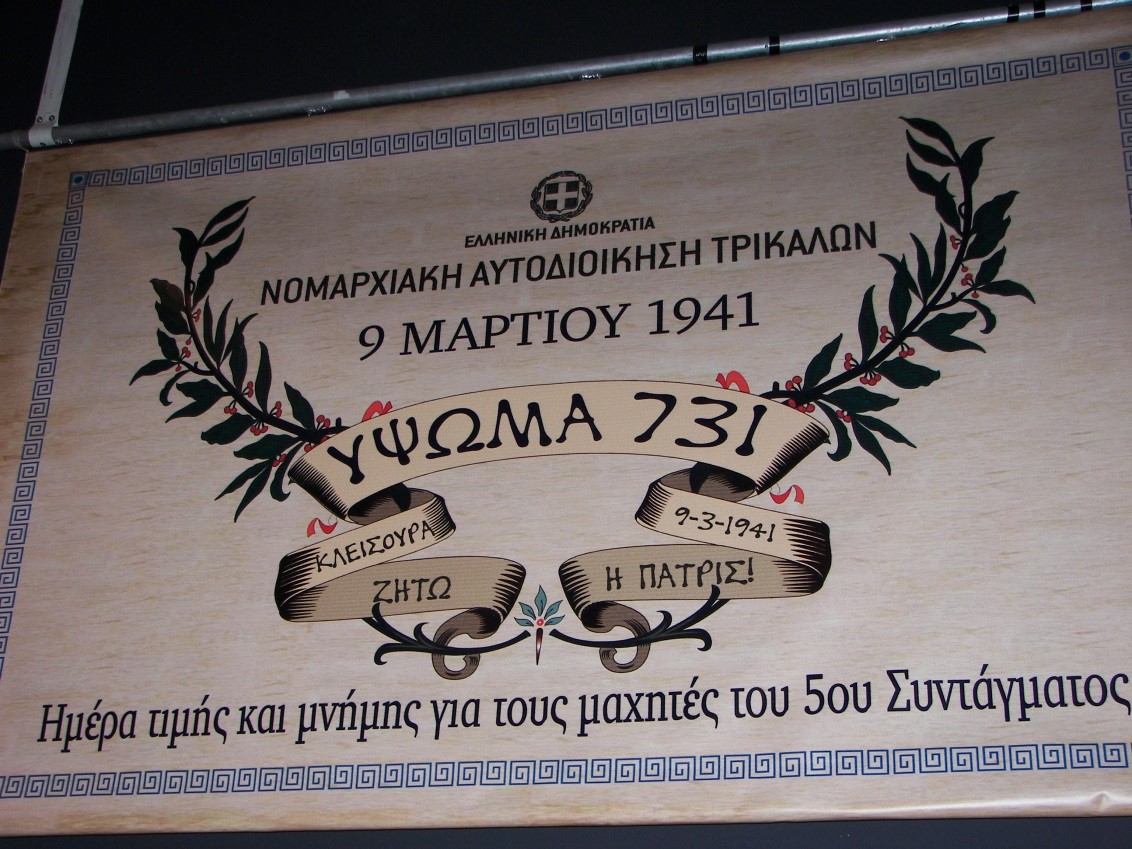 ΕΛΛΗΝΙΚΗ ΔΗΜΟΚΡΑΤΙΑ
ΝΟΜΑΡΧΙΑΚΗ ΑΥΤΟΔΙΟΙΚΗΣΗ ΤΡΙΚΑΛΩΝ
9 ΜΑΡΤΙΟΥ 1941
ΥΨΩΜΑ 731
ΚΛΕΙΣΟΥΡΑ
9-3-1941
ΖΗΤΩ
Η ΠΑΤΡΙΣ!
Ημέρα τιμής και μνήμης για τους μαχητές του 5ου Συντάγματος